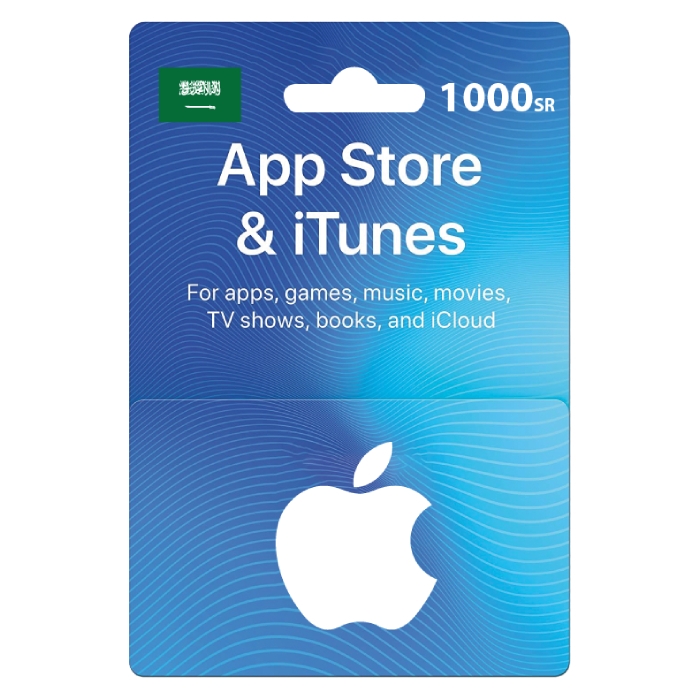 1000SR
App Store
& iTunes
For apps, games, music, movies,
TV shows, books, and iCloud